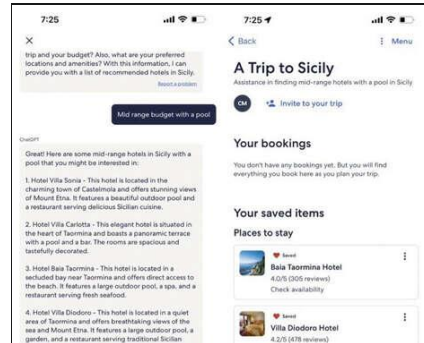 7:25
trip and your budget? Also, what are your preferred
locations and amenities? With this information, I can
provide you with a list of recommended hotels in Sicily.
Report a problem
Mid range budget with a pool
ChatGPT
Great! Here are some mid-range hotels in Sicily with a
pool that you might be interested in:
1. Hotel Villa Sonia - This hotel is located in the
charming town of Castelmola and offers stunning views
of Mount Etna. It features a beautiful outdoor pool and
a restaurant serving delicious Sicilian cuisine.
2. Hotel Villa Carlotta - This elegant hotel is situated in
the heart of Taormina and boasts a panoramic terrace
with a pool and a bar. The rooms are spacious and
tastefully decorated.
3. Hotel Baia Taormina - This hotel is located in a
secluded bay near Taormina and offers direct access to
the beach. It features a large outdoor pool, a spa, and a
restaurant serving fresh seafood.
4. Hotel Villa Diodoro - This hotel is located in a quiet
area of Taormina and offers breathtaking views of the
sea and Mount Etna. It features a large outdoor pool, a
garden, and a restaurant serving traditional Sicilian
7:25
Back
Menu
A Trip to Sicily
Assistance in finding mid-range hotels with a pool in Sicily
CM
Invite to your trip
Your bookings
You don't have any bookings yet. But you will find
everything you book here as you plan your trip.
Your saved items
Places to stay
Saved
Baia Taormina Hotel
4.0/5 (305 reviews)
Check availability
Saved
Villa Diodoro Hotel
4.2/5 (478 reviews)